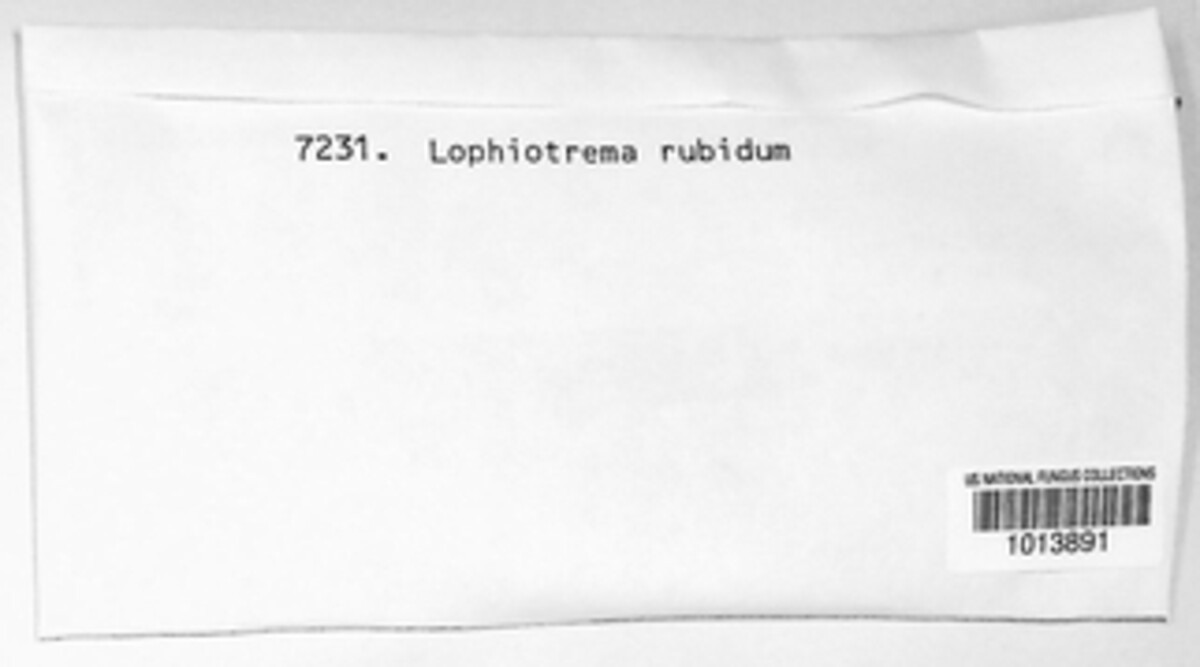 7231. Lophiotrema rubidum
US NATIONAL FUNGUS COLLECTIONS
1013891